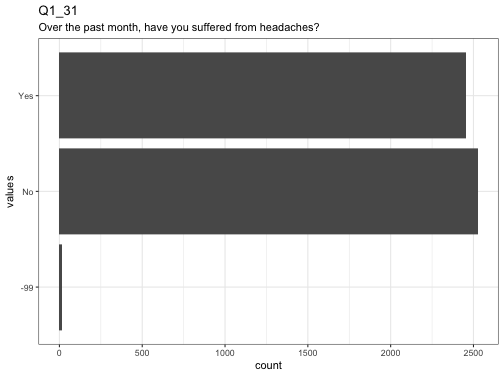 Q1_31
Over the past month, have you suffered from headaches?
values
Yes
No
-99
0 500 1000 1500 2000 2500
count